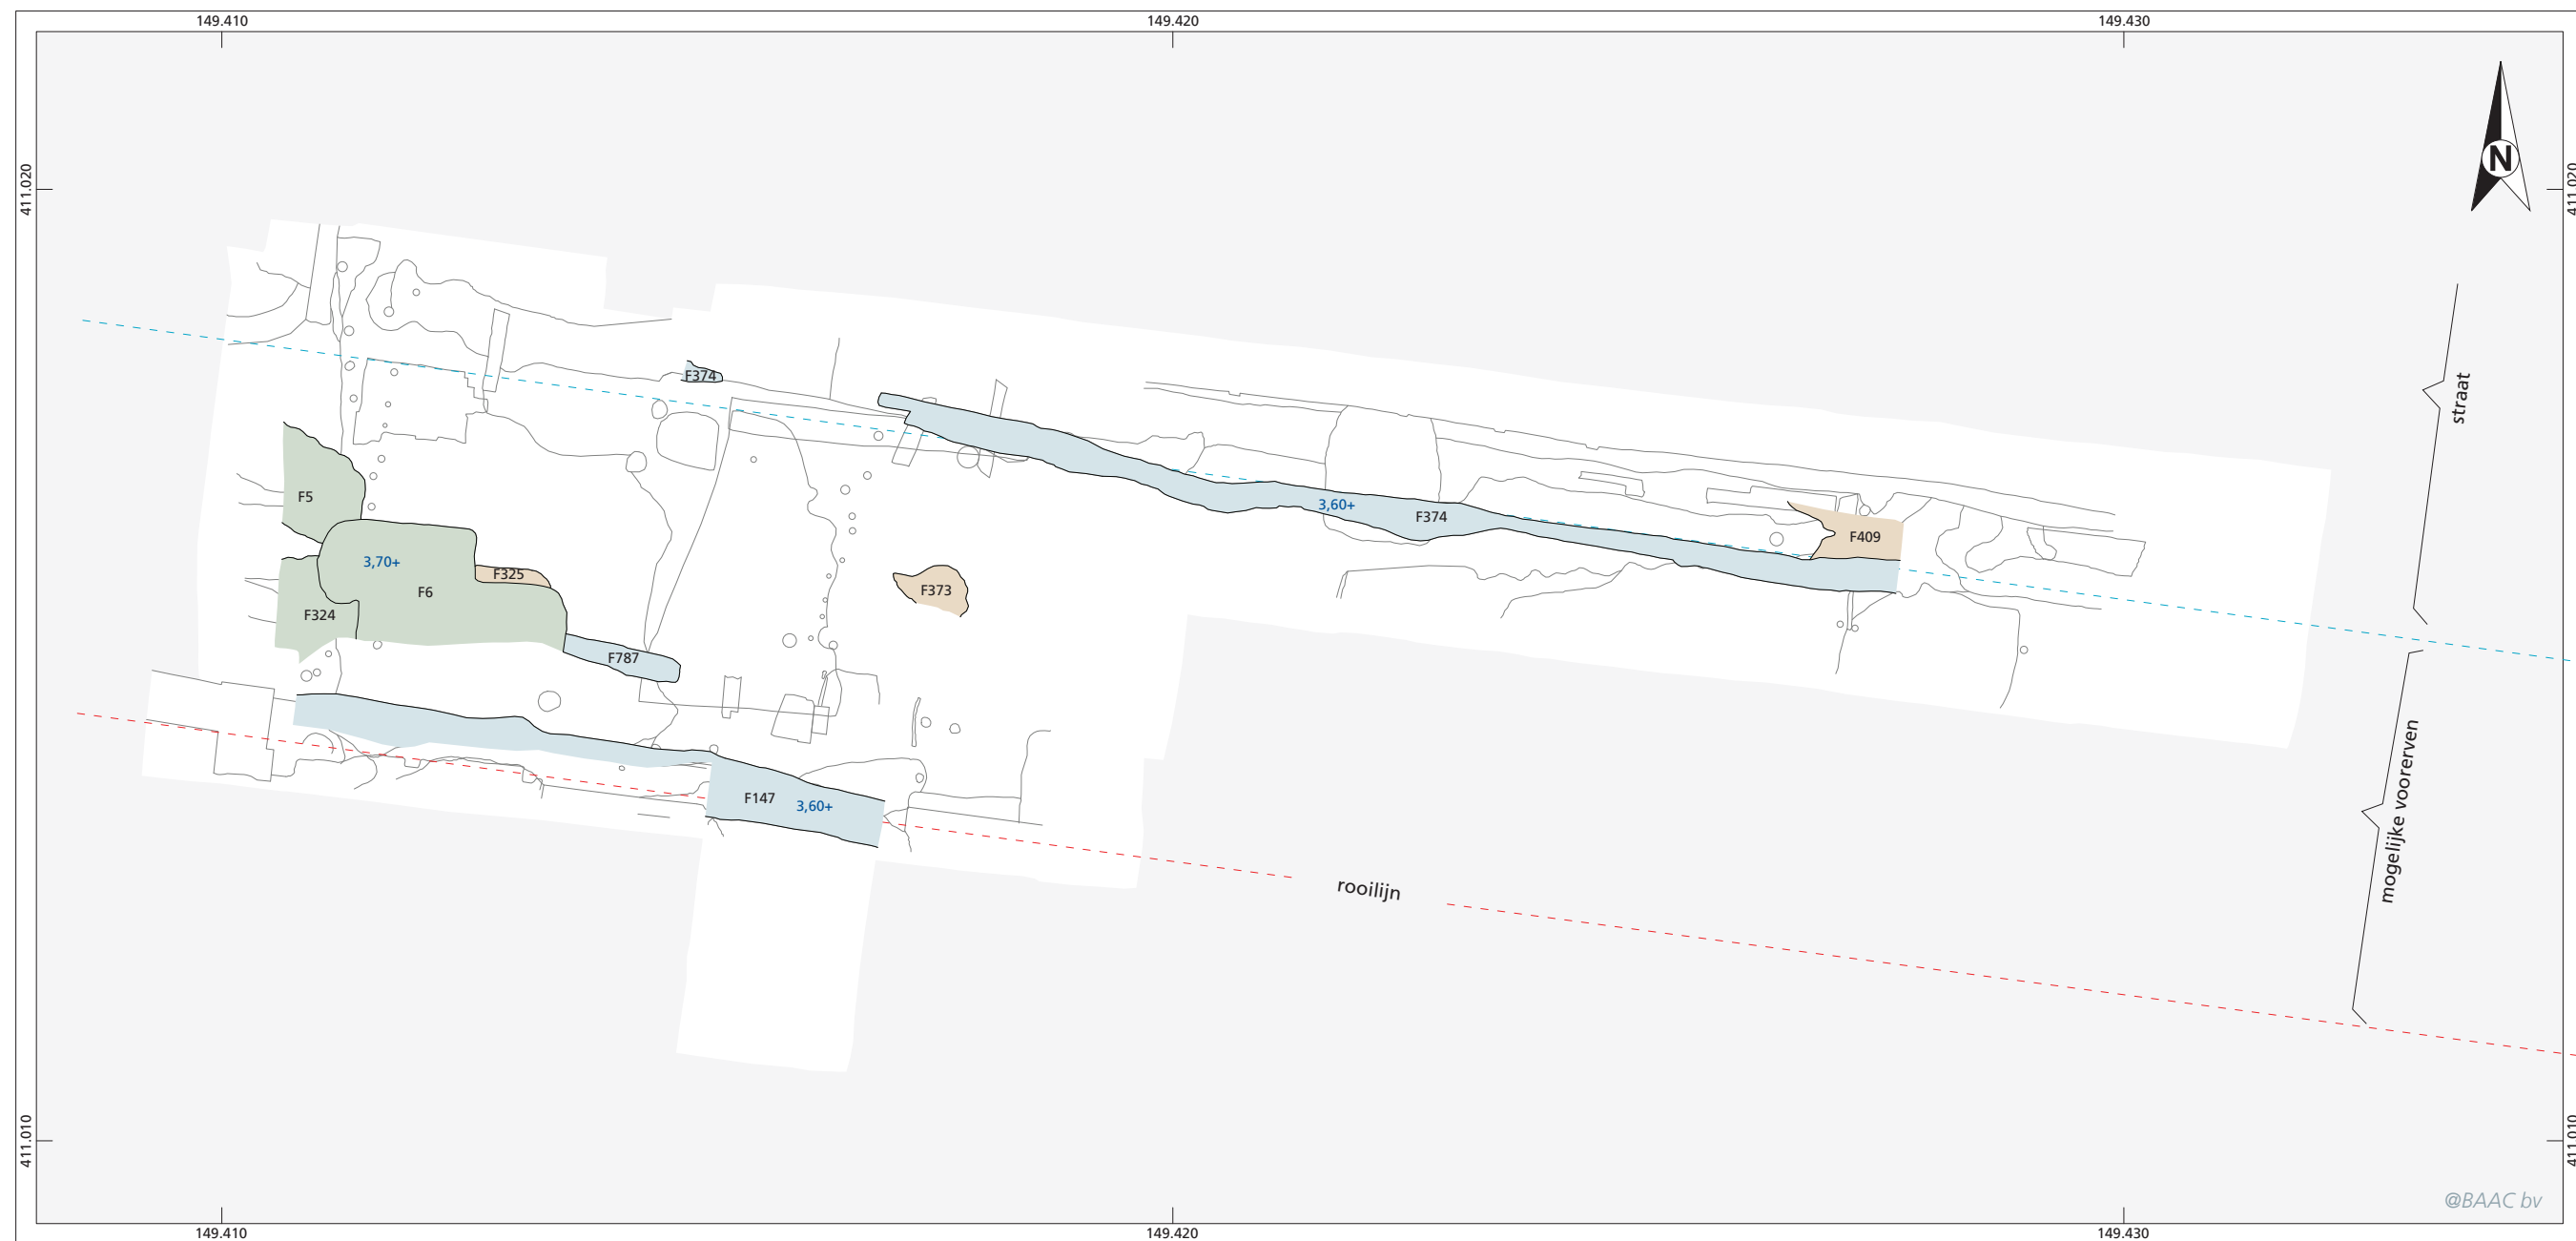 149.410
149.420
149.430
411.020
411.020
N
straat
F374
F5
3,60+
F374
F409
3,70+
F325
F6
F373
F324
F787
mogelijke voorerven
F147
3,60+
rooilijn
411.010
411.010
@BAAC bv
149.410
149.420
149.430